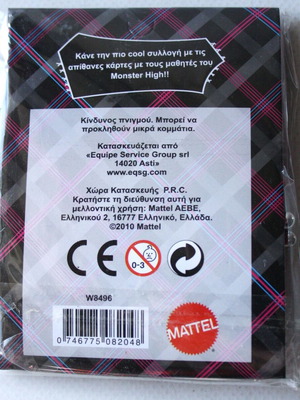 Κάνε την πιο cool συλλογή με τις
απίθανες κάρτες με τους μαθητές του
Monster High!!
Κίνδυνος πνιγμού. Μπορεί να
προκληθούν μικρά κομμάτια.
Κατασκευάζεται από
«Equipe Service Group srl
14020 Asti»
www.eqsg.com
Χώρα Κατασκευής P.R.C.
Κρατήστε τη διεύθυνση αυτή για
μελλοντική χρήση: Mattel AEBE,
Ελληνικού 2, 16777 Ελληνικό, Ελλάδα.
©2010 Mattel
CE
0-3
W8496
0 746775 082048
MATTEL